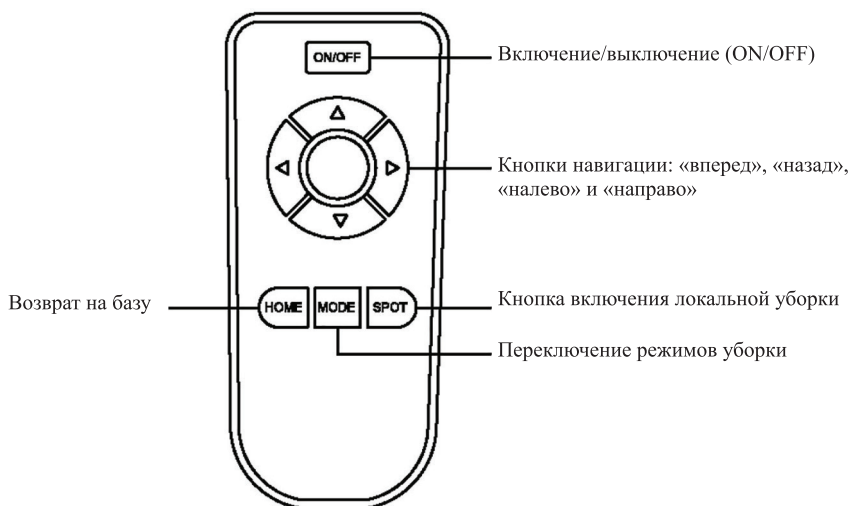 ON/OFF
Включение/выключение (ON/OFF)
Кнопки навигации: «вперед», «назад»,
«налево» и «направо»
Возврат на базу
HOME
MODE
SPOT
Кнопка включения локальной уборки
Переключение режимов уборки